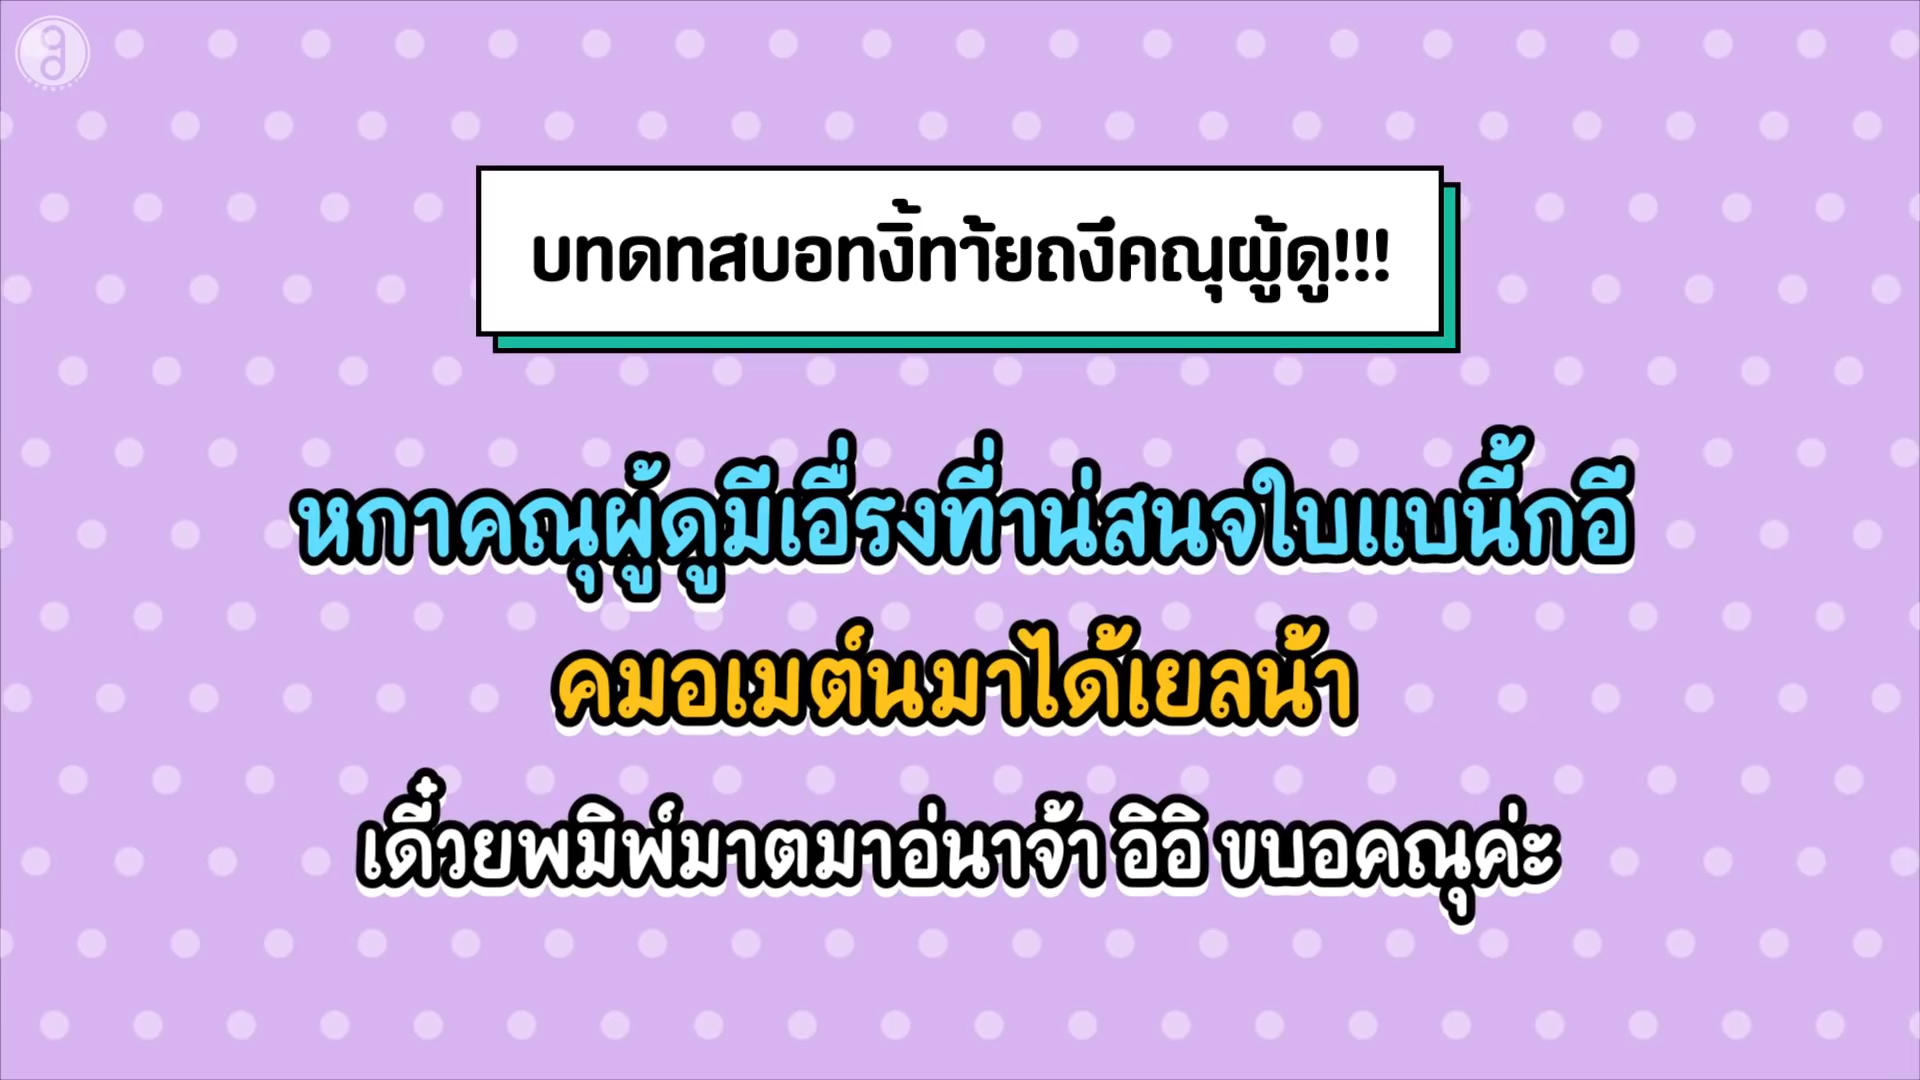 บทดทสบอทงิ้ทา้ยถงึคณุผู้ดู!!!
หกาคณุผู้ดูมีเอื่รงที่าน่สนจใบแบนี้กอี
คมอเมต์นมาได้เยลน้า
เดี๋วยพมิพ์มาตมาอ่นาจ้า อิอิ ขบอคณุค่ะ